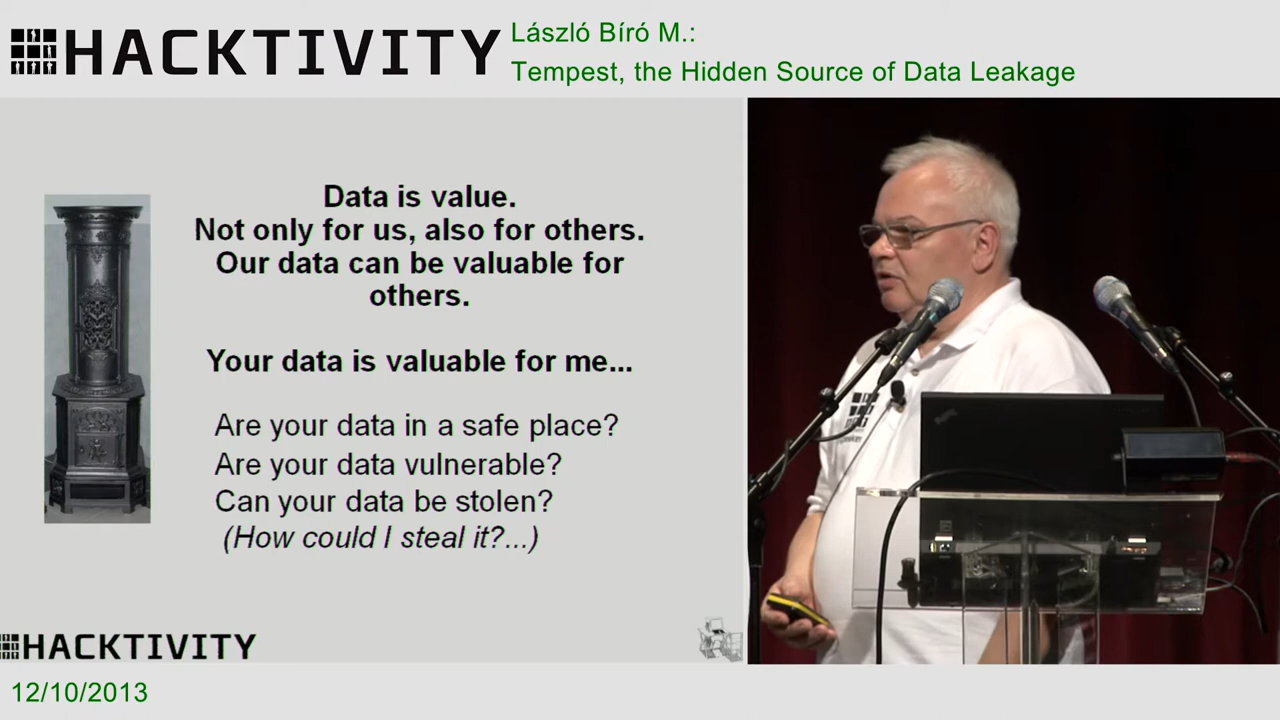 HACKTIVITY
László Bíró M.:
Tempest, the Hidden Source of Data Leakage
Data is value.
Not only for us, also for others.
Our data can be valuable for
others.
Your data is valuable for me...
Are your data in a safe place?
Are your data vulnerable?
Can your data be stolen?
(How could I steal it?...)
HACKTIVITY
12/10/2013